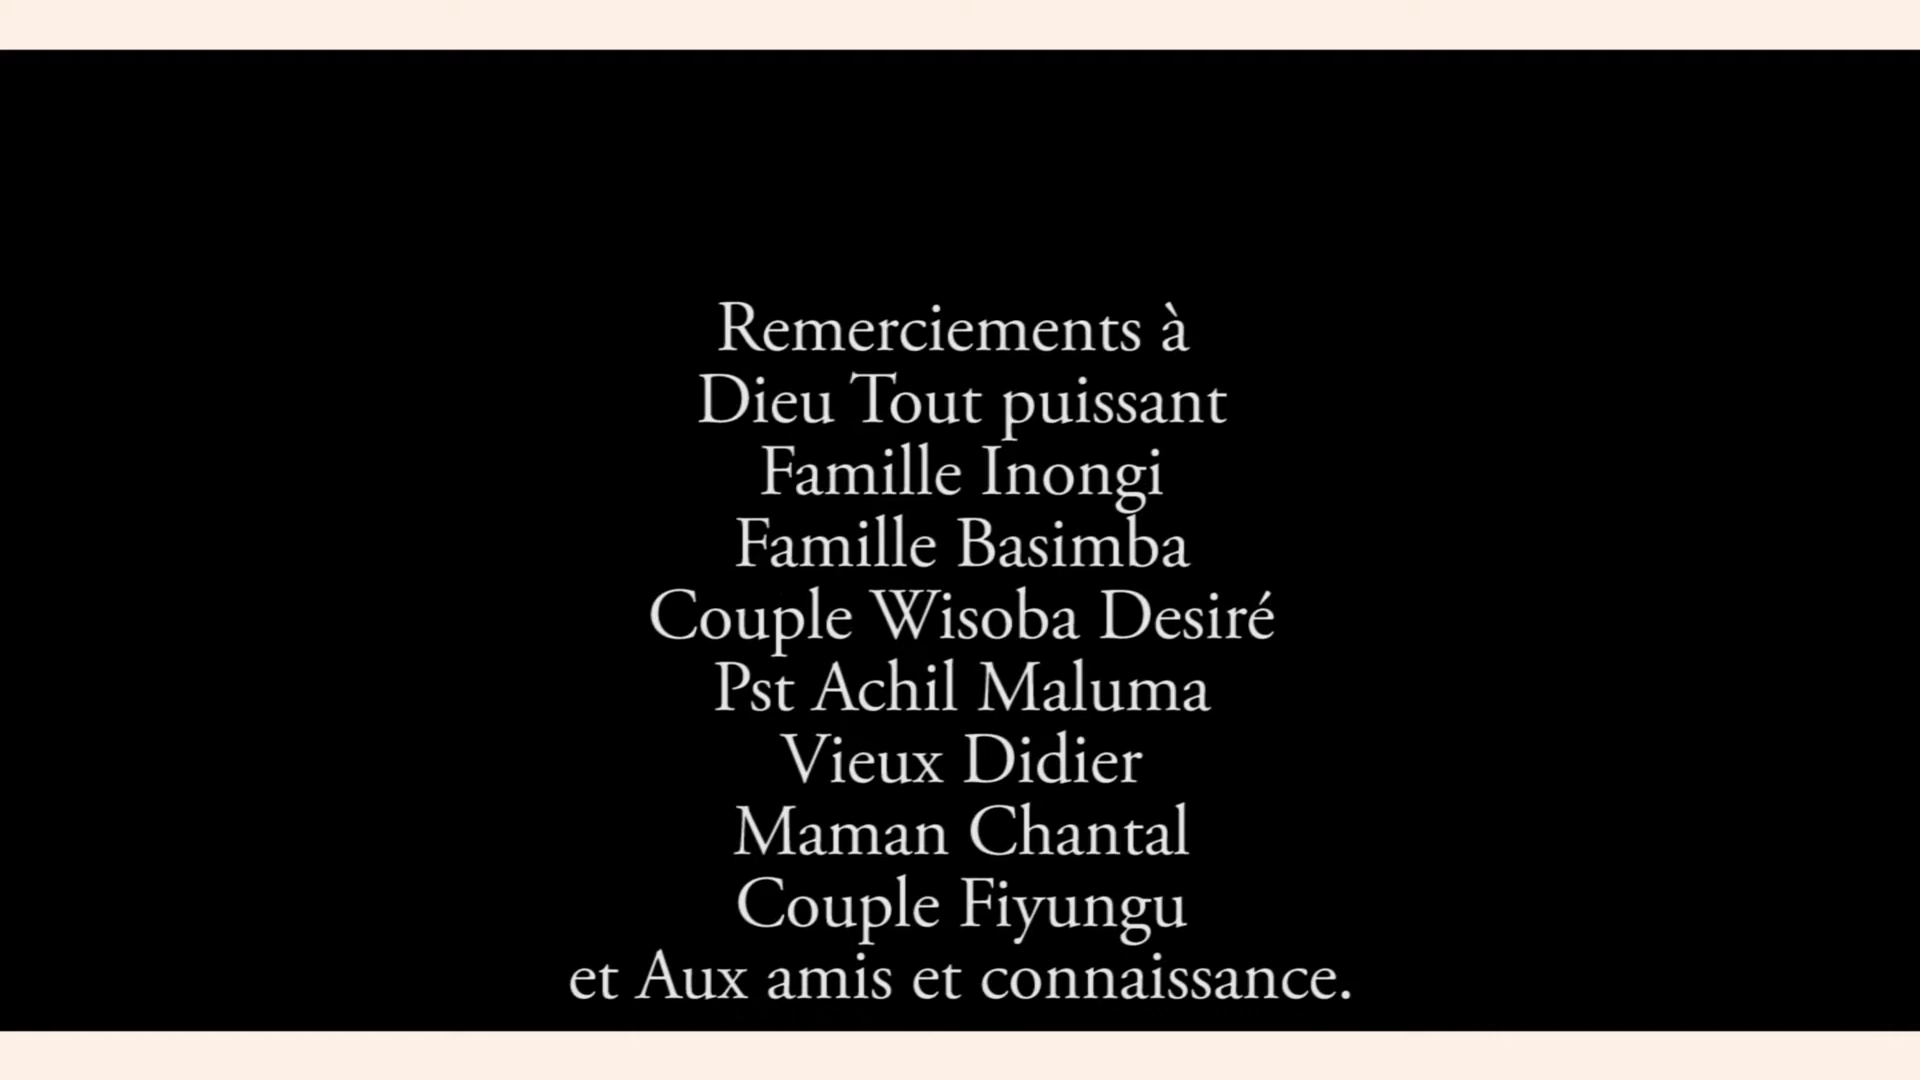 Remerciements à
Dieu Tout puissant
Famille Inongi
Famille Basimba
Couple Wisoba Desiré
Pst Achil Maluma
Vieux Didier
Maman Chantal
Couple Fiyungu
et Aux amis et connaissance.